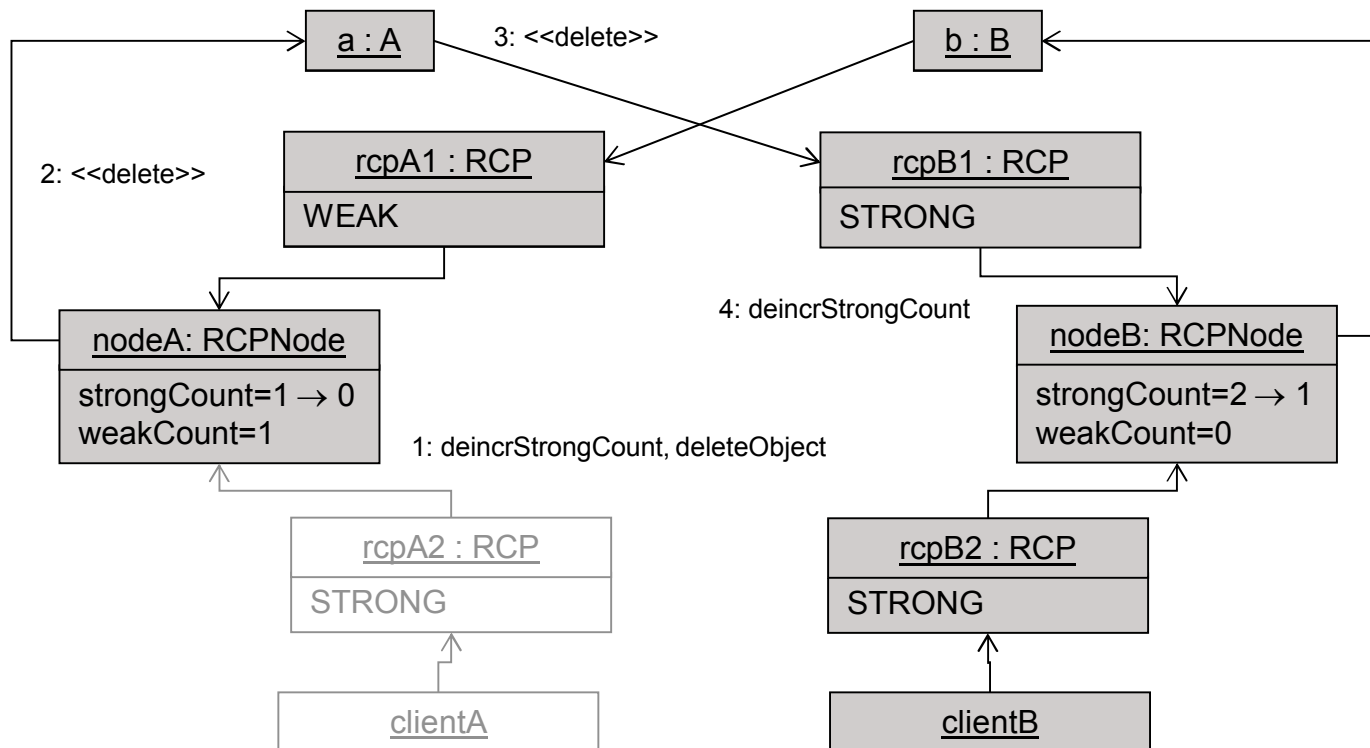 a : A
3: <<delete>>
b : B
rcpA1 : RCP
WEAK
rcpB1 : RCP
STRONG
2: <<delete>>
4: deincrStrongCount
nodeA: RCPNode
strongCount=1 → 0
weakCount=1
nodeB: RCPNode
strongCount=2 → 1
weakCount=0
1: deincrStrongCount, deleteObject
rcpA2 : RCP
STRONG
rcpB2 : RCP
STRONG
clientA
clientB